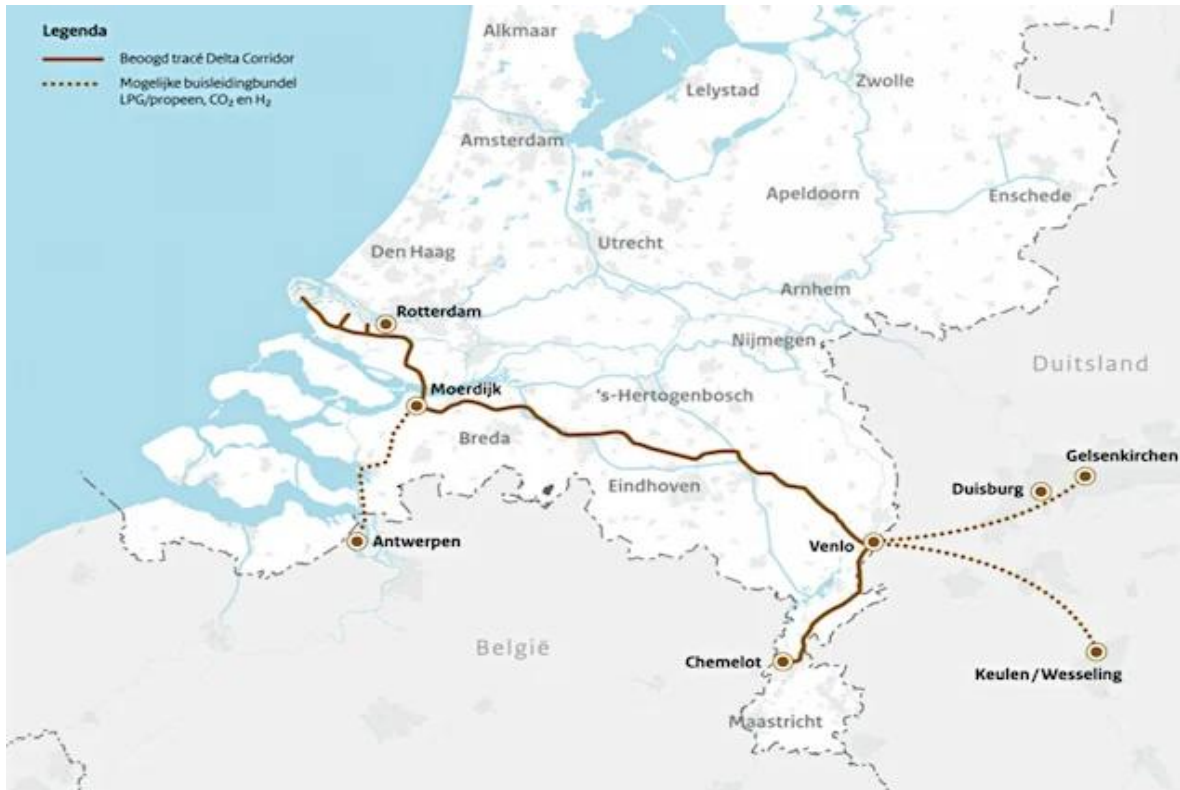 Legenda
Beoogd tracé Delta Corridor
Mogelijke buisleidingbundel
LPG/propeen, CO₂ en H₂
Alkmaar
Zwolle
Lelystad
Amsterdam
Apeldoorn
Enschede
Den Haag
Utrecht
Arnhem
Rotterdam
Nijmegen
Duitsland
Moerdijk
's-Hertogenbosch
Breda
Gelsenkirchen
Eindhoven
Duisburg
Antwerpen
Venlo
België
Chemelot
Keulen/Wesseling
Maastricht